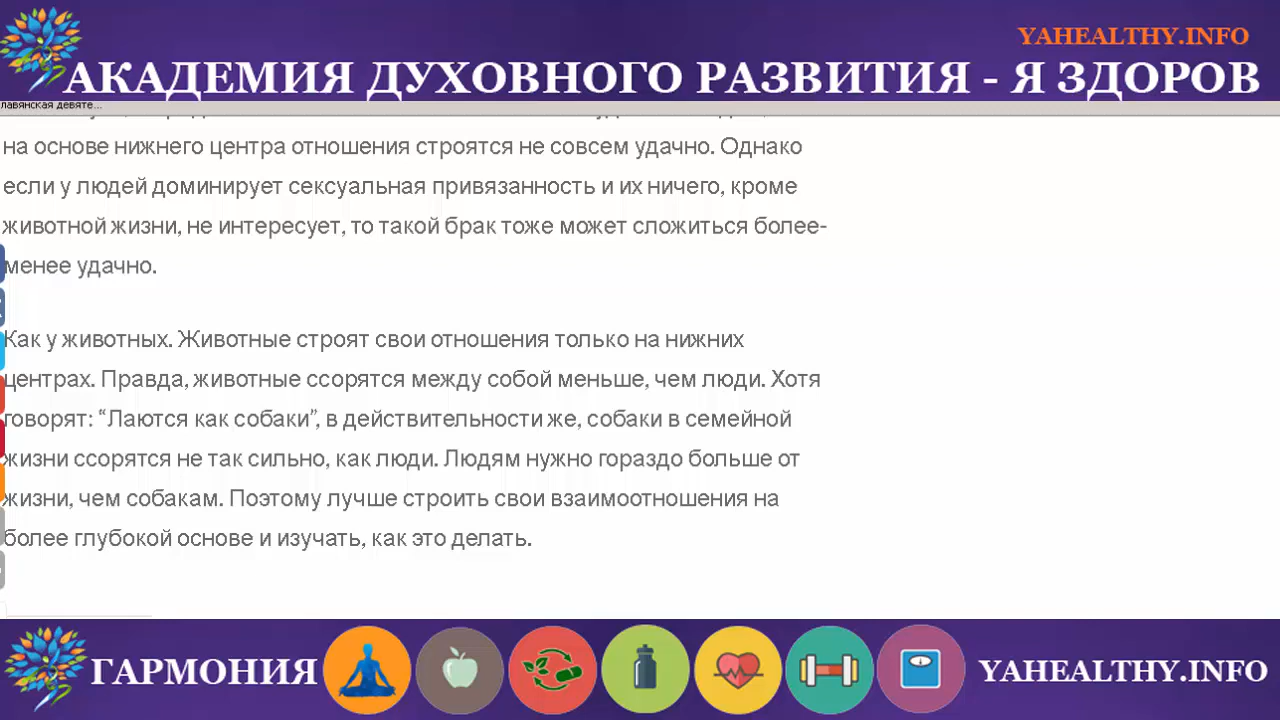 YAHEALTHY.INFO
АКАДЕМИЯ ДУХОВНОГО РАЗВИТИЯ - Я ЗДОРОВ
лавянская девяте...
на основе нижнего центра отношения строятся не совсем удачно. Однако
если у людей доминирует сексуальная привязанность и их ничего, кроме
животной жизни, не интересует, то такой брак тоже может сложиться более-
менее удачно.
Как у животных. Животные строят свои отношения только на нижних
центрах. Правда, животные ссорятся между собой меньше, чем люди. Хотя
говорят: “Лаются как собаки”, в действительности же, собаки в семейной
жизни ссорятся не так сильно, как люди. Людям нужно гораздо больше от
жизни, чем собакам. Поэтому лучше строить свои взаимоотношения на
более глубокой основе и изучать, как это делать.
ГАРМОНИЯ
YAHEALTHY.INFO